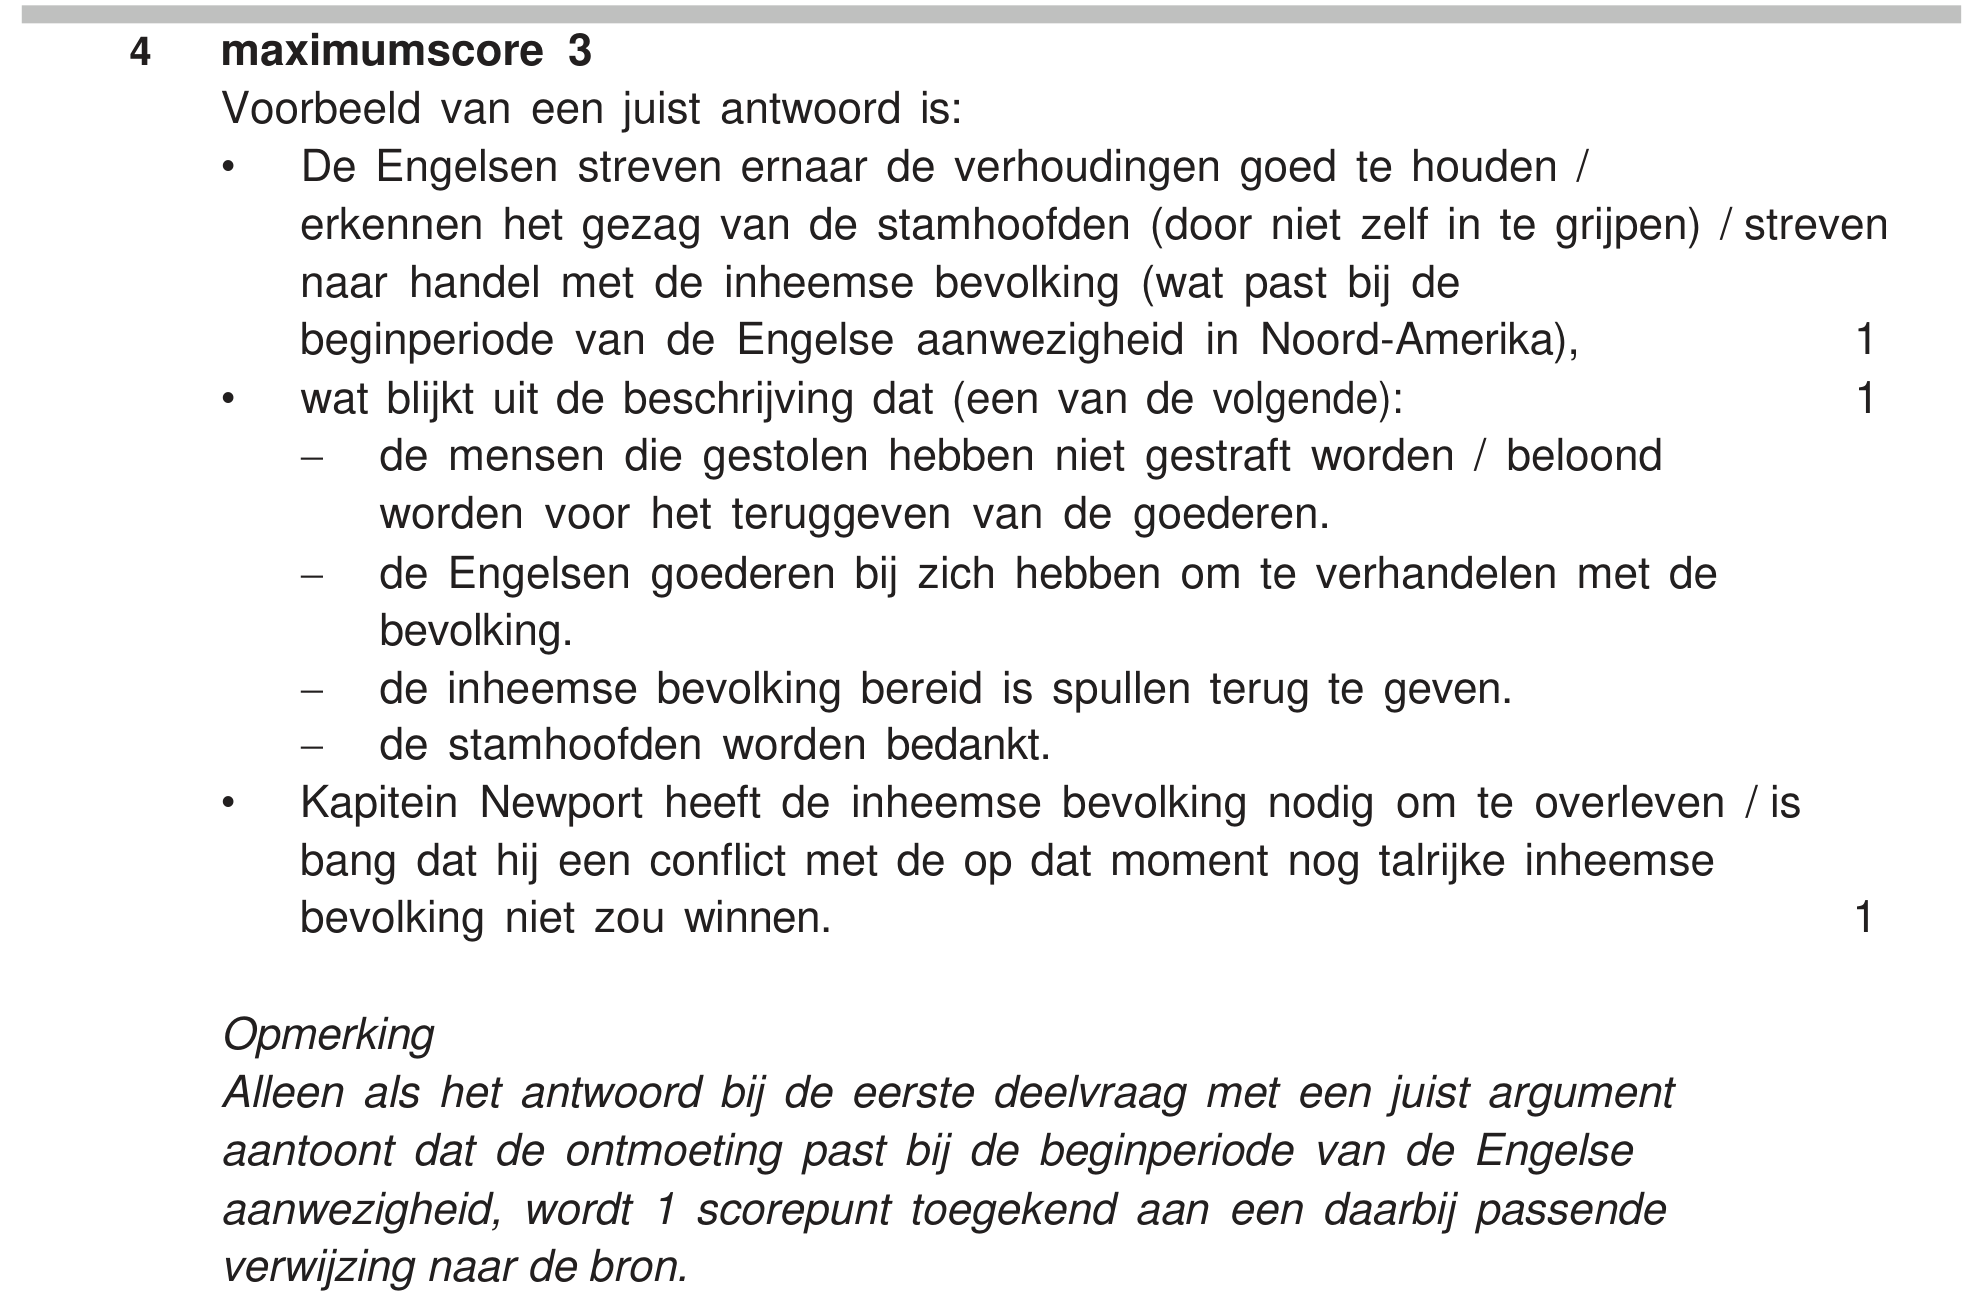 4 maximumscore 3
Voorbeeld van een juist antwoord is:
• De Engelsen streven ernaar de verhoudingen goed te houden /
erkennen het gezag van de stamhoofden (door niet zelf in te grijpen) / streven
naar handel met de inheemse bevolking (wat past bij de
beginperiode van de Engelse aanwezigheid in Noord-Amerika), 1
• wat blijkt uit de beschrijving dat (een van de volgende): 1
– de mensen die gestolen hebben niet gestraft worden / beloond
worden voor het teruggeven van de goederen.
– de Engelsen goederen bij zich hebben om te verhandelen met de
bevolking.
– de inheemse bevolking bereid is spullen terug te geven.
– de stamhoofden worden bedankt.
• Kapitein Newport heeft de inheemse bevolking nodig om te overleven / is
bang dat hij een conflict met de op dat moment nog talrijke inheemse
bevolking niet zou winnen. 1
Opmerking
Alleen als het antwoord bij de eerste deelvraag met een juist argument
aantoont dat de ontmoeting past bij de beginperiode van de Engelse
aanwezigheid, wordt 1 scorepunt toegekend aan een daarbij passende
verwijzing naar de bron.